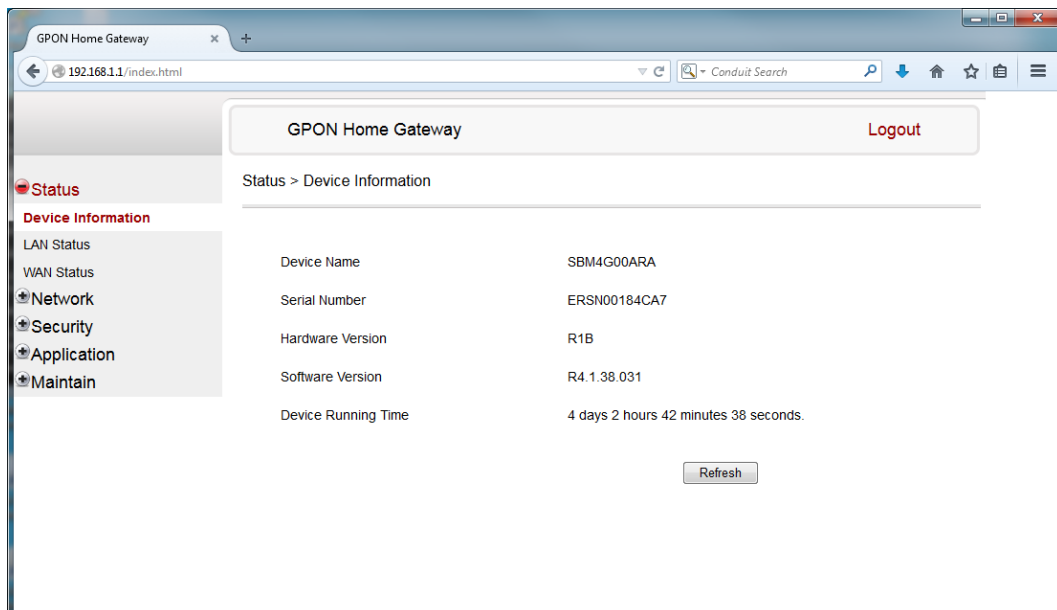 GPON Home Gateway
192.168.1.1/index.html
Conduit Search
GPON Home Gateway Logout
Status > Device Information
Status
Device Information
LAN Status
WAN Status
Network
Security
Application
Maintain
Device Name SBM4G00ARA
Serial Number ERSN00184CA7
Hardware Version R1B
Software Version R4.1.38.031
Device Running Time 4 days 2 hours 42 minutes 38 seconds.
Refresh